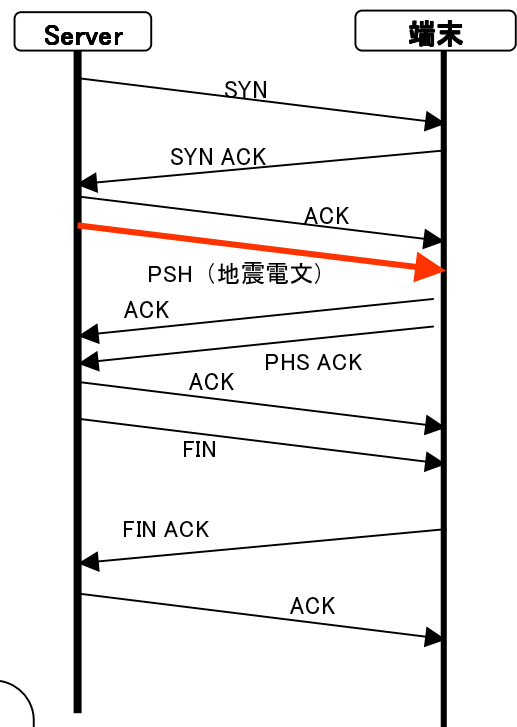 Server
端末
SYN
SYN ACK
ACK
PSH（地震電文）
ACK
PHS ACK
ACK
FIN
FIN ACK
ACK